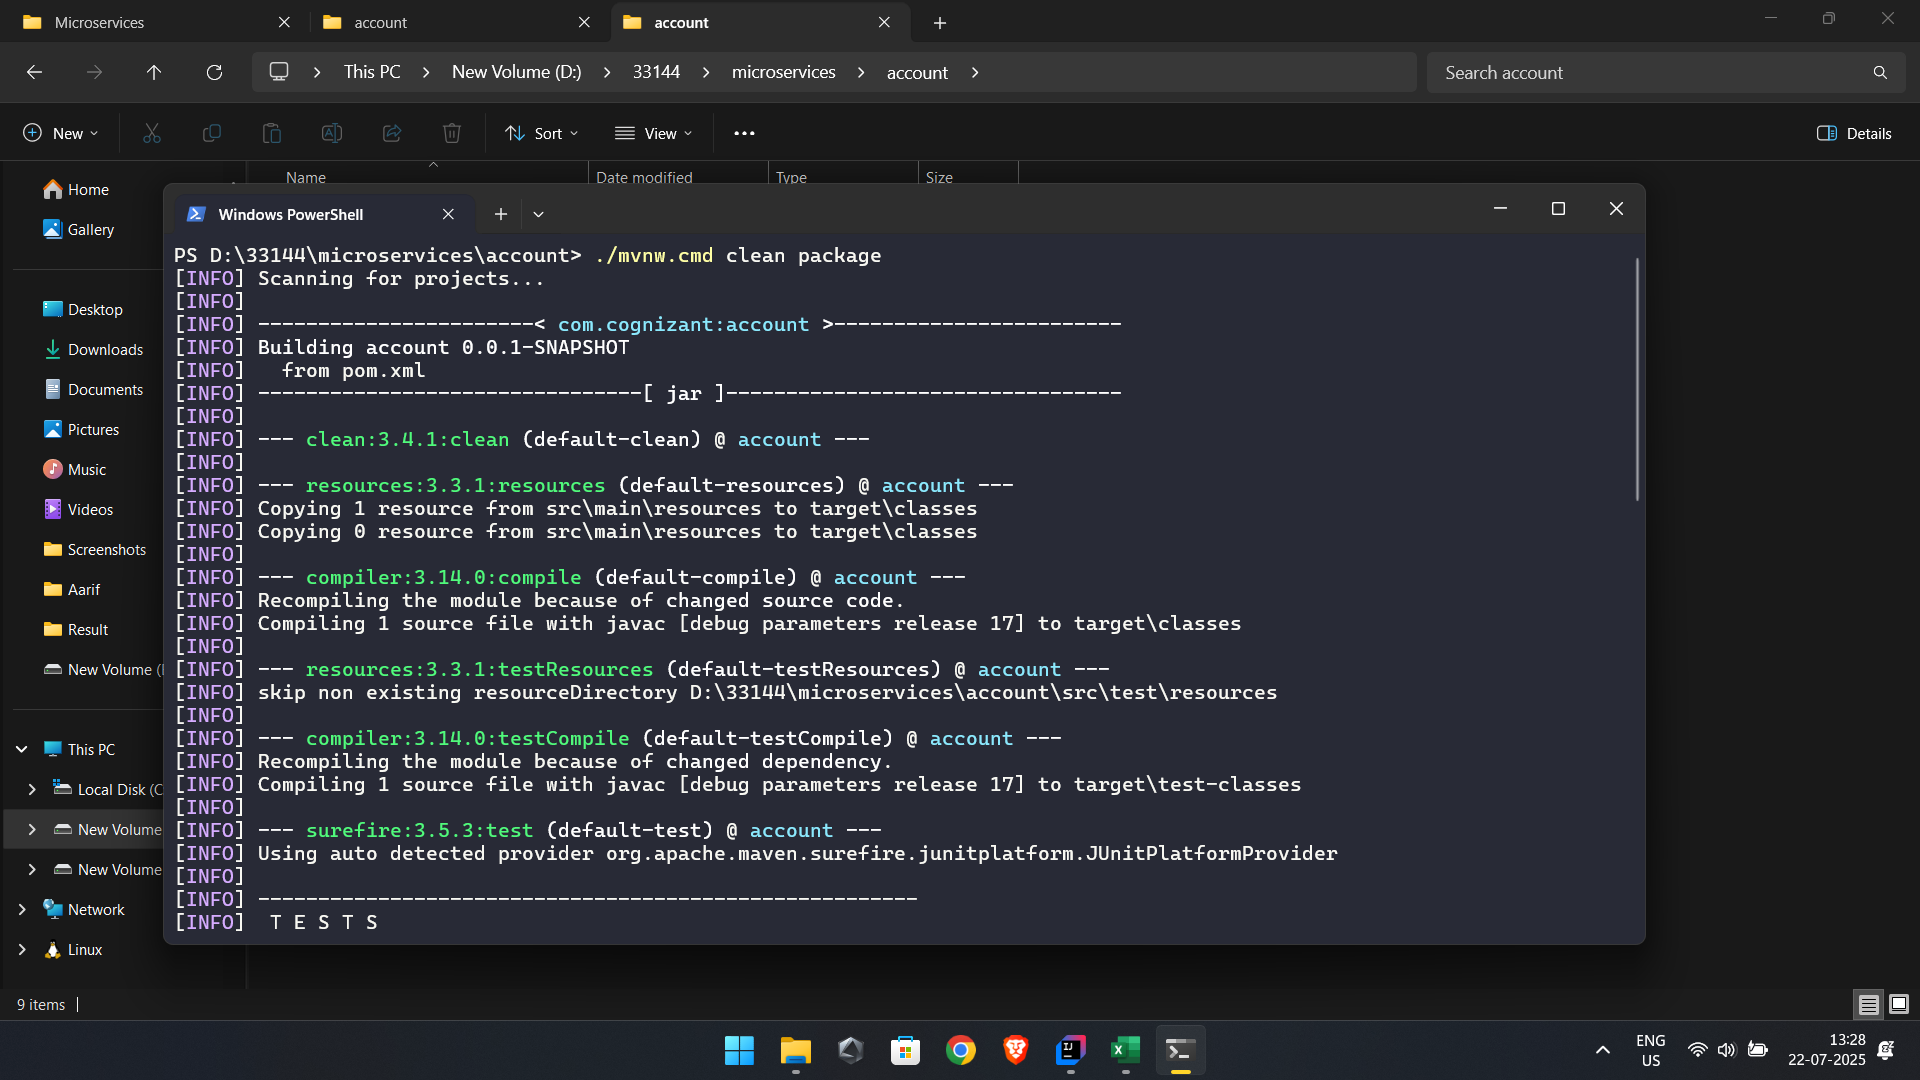 Microservices
account
account
This PC
New Volume (D:)
33144
microservices
account
Search account
New
Sort
View
Details
Name
Date modified
Type
Size
Home
Gallery
Desktop
Downloads
Documents
Pictures
Music
Videos
Screenshots
Aarif
Result
New Volume (
This PC
Local Disk (C
New Volume
New Volume
Network
Linux
Windows PowerShell
PS D:\33144\microservices\account> ./mvnw.cmd clean package
[INFO] Scanning for projects...
[INFO]
[INFO] -----------------------< com.cognizant:account >------------------------
[INFO] Building account 0.0.1-SNAPSHOT
[INFO]   from pom.xml
[INFO] --------------------------------[ jar ]---------------------------------
[INFO]
[INFO] --- clean:3.4.1:clean (default-clean) @ account ---
[INFO]
[INFO] --- resources:3.3.1:resources (default-resources) @ account ---
[INFO] Copying 1 resource from src\main\resources to target\classes
[INFO] Copying 0 resource from src\main\resources to target\classes
[INFO]
[INFO] --- compiler:3.14.0:compile (default-compile) @ account ---
[INFO] Recompiling the module because of changed source code.
[INFO] Compiling 1 source file with javac [debug parameters release 17] to target\classes
[INFO]
[INFO] --- resources:3.3.1:testResources (default-testResources) @ account ---
[INFO] skip non existing resourceDirectory D:\33144\microservices\account\src\test\resources
[INFO]
[INFO] --- compiler:3.14.0:testCompile (default-testCompile) @ account ---
[INFO] Recompiling the module because of changed dependency.
[INFO] Compiling 1 source file with javac [debug parameters release 17] to target\test-classes
[INFO]
[INFO] --- surefire:3.5.3:test (default-test) @ account ---
[INFO] Using auto detected provider org.apache.maven.surefire.junitplatform.JUnitPlatformProvider
[INFO]
[INFO] -------------------------------------------------------
[INFO]  T E S T S
9 items
ENG
US
13:28
22-07-2025